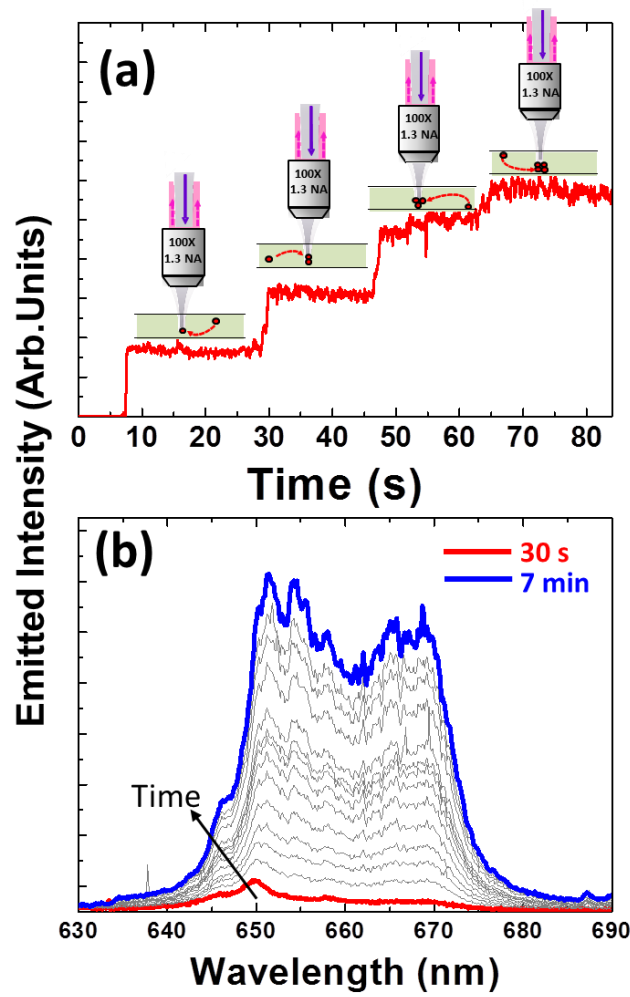 (a)
100X
1.3 NA
100X
1.3 NA
100X
1.3 NA
100X
1.3 NA
0 10 20 30 40 50 60 70 80
Time (s)
Emitted Intensity (Arb.Units)
(b)
30 s
7 min
Time
630 640 650 660 670 680 690
Wavelength (nm)